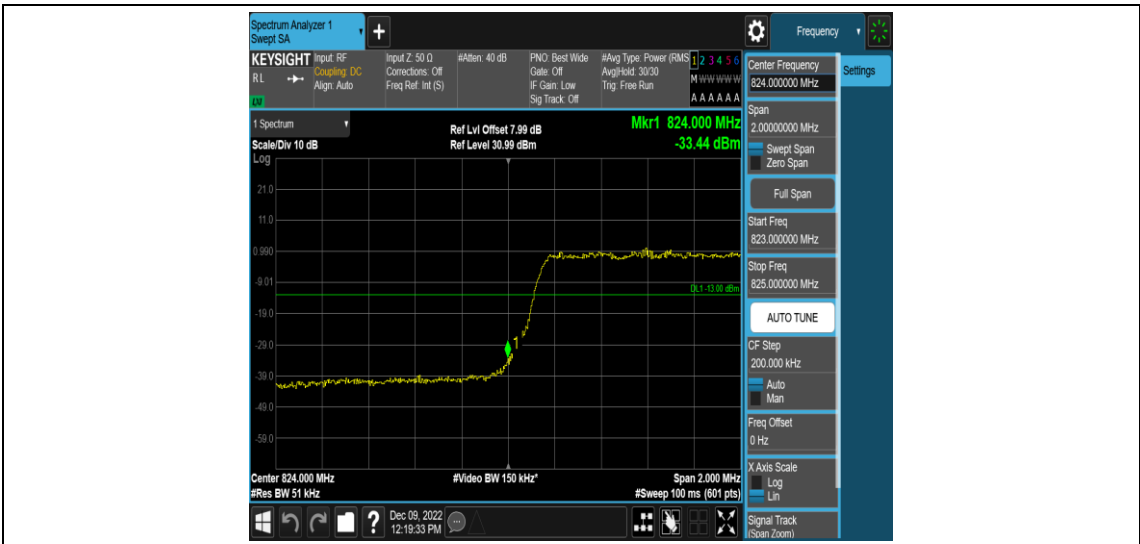 Spectrum Analyzer 1
Swept SA
+
Frequency
KEYSIGHT
RL
LXI
Input: RF
Coupling: DC
Align: Auto
Input Z: 50 Ω
Corrections: Off
Freq Ref: Int (S)
#Atten: 40 dB
PNO: Best Wide
Gate: Off
IF Gain: Low
Sig Track: Off
#Avg Type: Power (RMS
Avg|Hold: 30/30
Trig: Free Run
1 2 3 4 5 6
M W W W W W
A A A A A A
1 Spectrum
Scale/Div 10 dB
Log
Ref Lvl Offset 7.99 dB
Ref Level 30.99 dBm
Mkr1 824.000 MHz
-33.44 dBm
21.0
11.0
0.990
-9.01
DL1 -13.00 dBm
-19.0
-29.0
1
-39.0
-49.0
-59.0
Center 824.000 MHz
#Res BW 51 kHz
#Video BW 150 kHz*
Span 2.000 MHz
#Sweep 100 ms (601 pts)
?
Dec 09, 2022
12:19:33 PM
Settings
Center Frequency
824.000000 MHz
Span
2.00000000 MHz
Swept Span
Zero Span
Full Span
Start Freq
823.000000 MHz
Stop Freq
825.000000 MHz
AUTO TUNE
CF Step
200.000 kHz
Auto
Man
Freq Offset
0 Hz
X Axis Scale
Log
Lin
Signal Track
(Span Zoom)